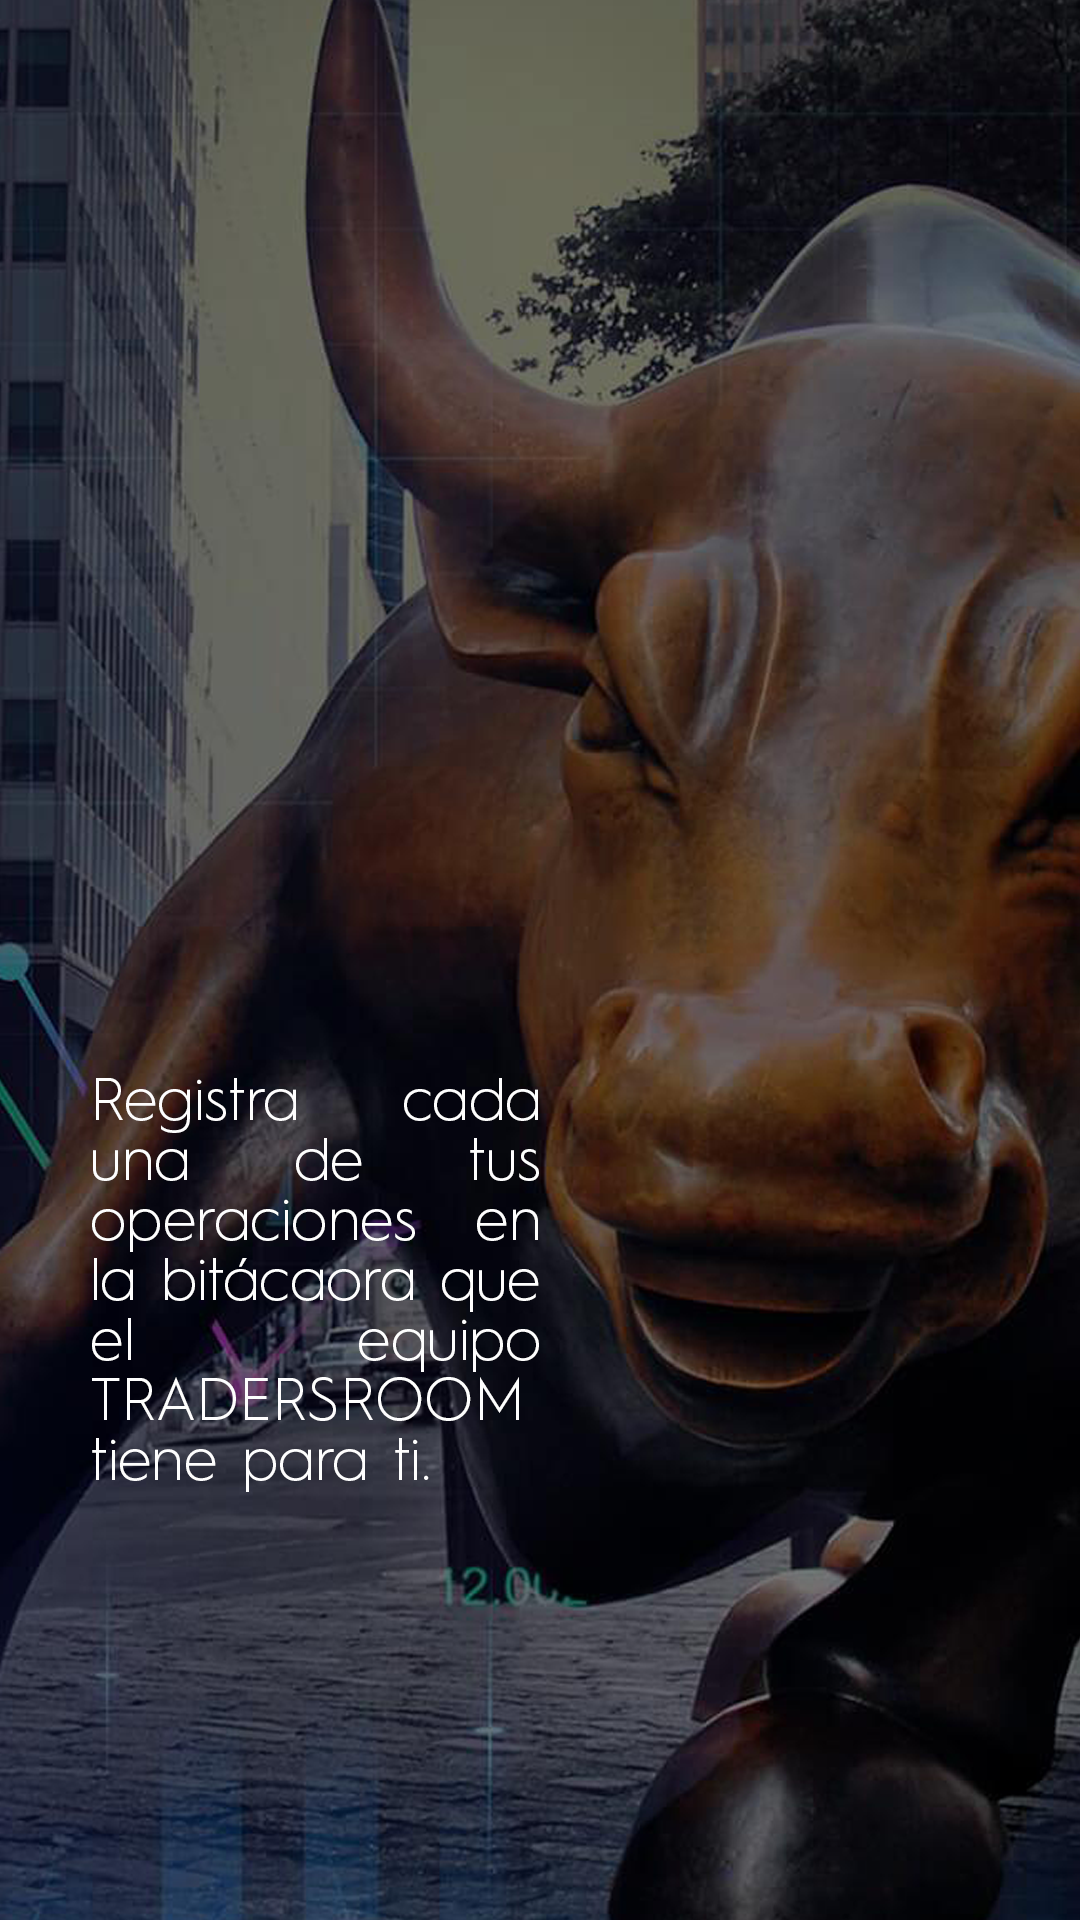 Registra cada
una de tus
operaciones en
la bitácaora que
el equipo
TRADERSROOM
tiene para ti.